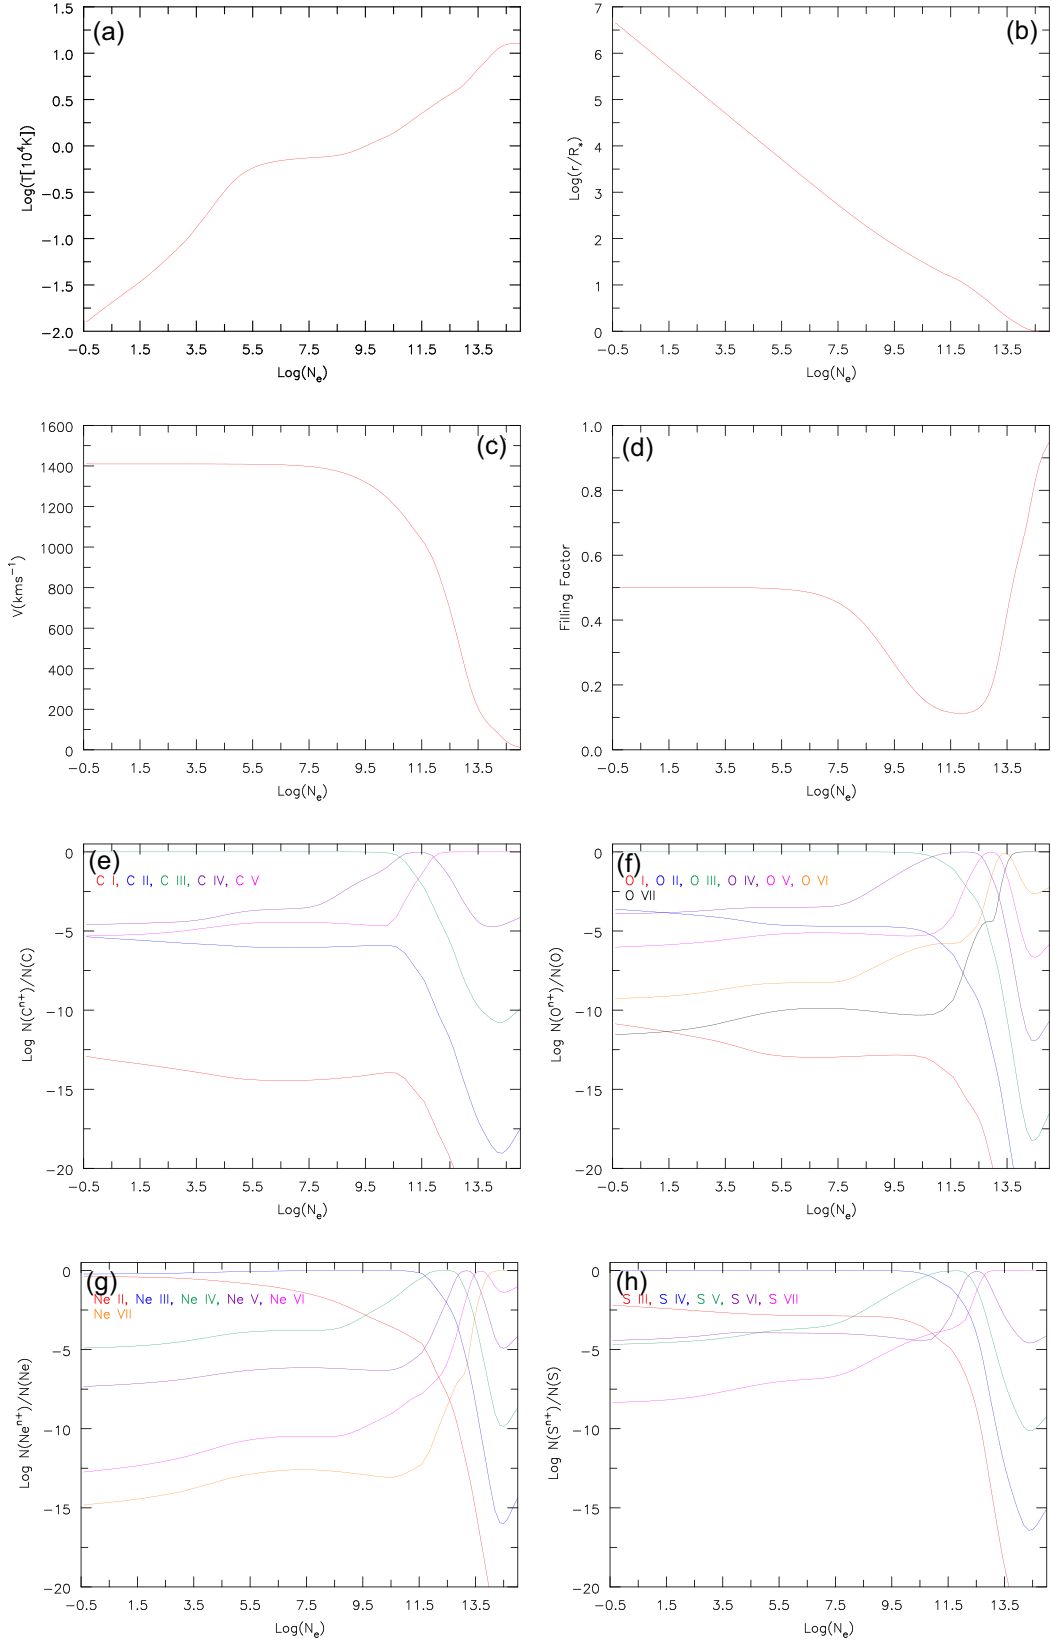 (a)
1.5
1.0
0.5
0.0
−0.5
−1.0
−1.5
−2.0
Log(T[10⁴K])
−0.5 1.5 3.5 5.5 7.5 9.5 11.5 13.5
Log(Nₑ)
(b)
7
6
5
4
3
2
1
0
Log(r/R*)
−0.5 1.5 3.5 5.5 7.5 9.5 11.5 13.5
Log(Nₑ)
(c)
1600
1400
1200
1000
800
600
400
200
0
V(kms⁻¹)
−0.5 1.5 3.5 5.5 7.5 9.5 11.5 13.5
Log(Nₑ)
(d)
1.0
0.8
0.6
0.4
0.2
0.0
Filling Factor
−0.5 1.5 3.5 5.5 7.5 9.5 11.5 13.5
Log(Nₑ)
(e)
C I, C II, C III, C IV, C V
0
−5
−10
−15
−20
Log N(Cⁿ⁺)/N(C)
−0.5 1.5 3.5 5.5 7.5 9.5 11.5 13.5
Log(Nₑ)
(f)
O I, O II, O III, O IV, O V, O VI
O VII
0
−5
−10
−15
−20
Log N(Oⁿ⁺)/N(O)
−0.5 1.5 3.5 5.5 7.5 9.5 11.5 13.5
Log(Nₑ)
(g)
Ne II, Ne III, Ne IV, Ne V, Ne VI
Ne VII
0
−5
−10
−15
−20
Log N(Neⁿ⁺)/N(Ne)
−0.5 1.5 3.5 5.5 7.5 9.5 11.5 13.5
Log(Nₑ)
(h)
S III, S IV, S V, S VI, S VII
0
−5
−10
−15
−20
Log N(Sⁿ⁺)/N(S)
−0.5 1.5 3.5 5.5 7.5 9.5 11.5 13.5
Log(Nₑ)